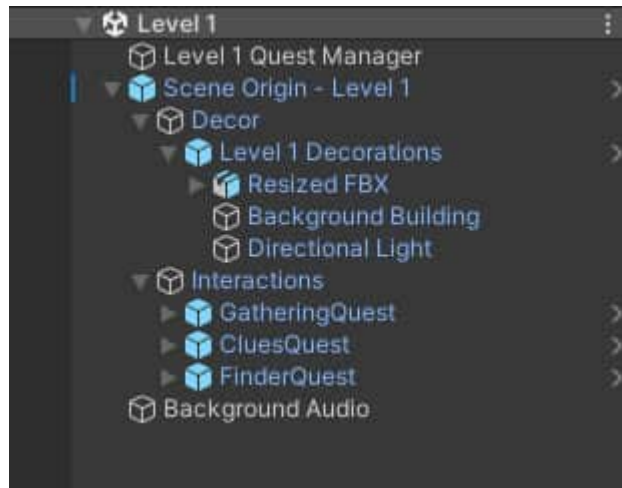 Level 1
Level 1 Quest Manager
Scene Origin - Level 1
Decor
Level 1 Decorations
Resized FBX
Background Building
Directional Light
Interactions
GatheringQuest
CluesQuest
FinderQuest
Background Audio